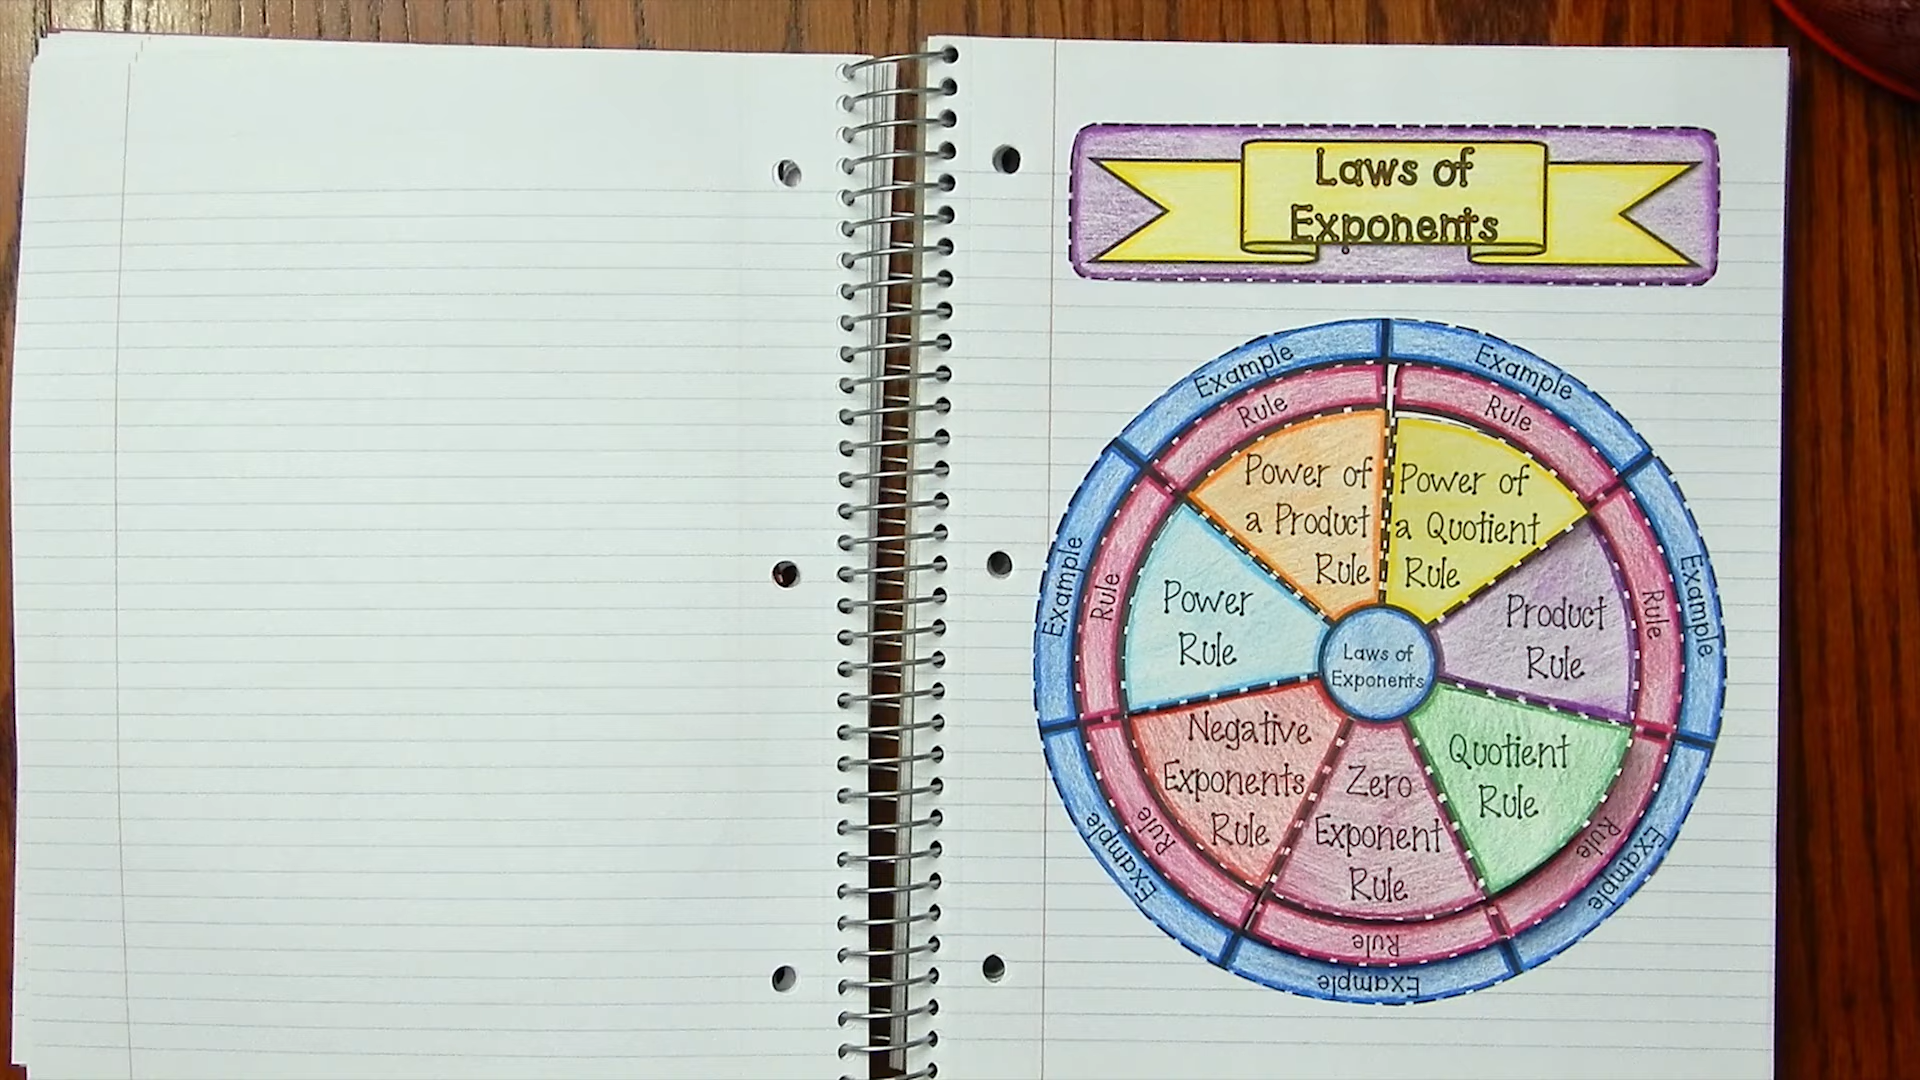 Laws of
Exponents
Example
Example
Rule
Rule
Power of
a Product
Rule
Power of
a Quotient
Rule
Example
Rule
Power
Rule
Product
Rule
Rule
Example
Laws of
Exponents
Negative
Exponents
Rule
Zero
Exponent
Rule
Quotient
Rule
Rule
Example
Rule
Example
Rule
Example